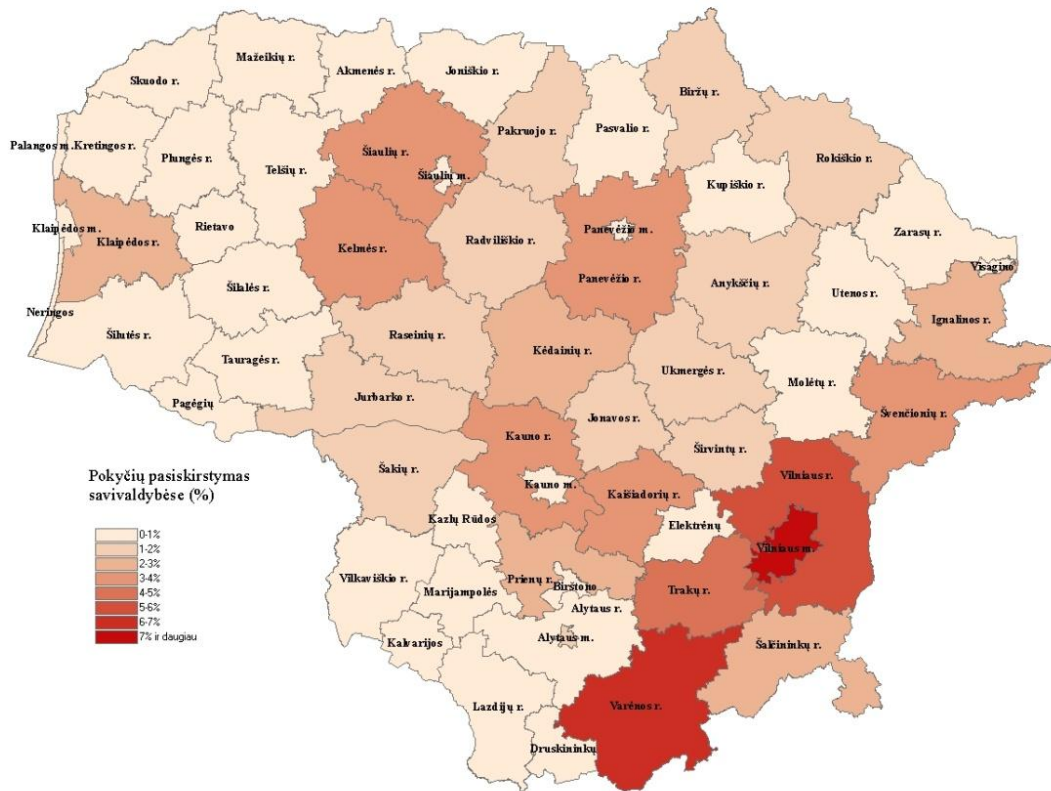 Mažeikių r.
Akmenės r.
Joniškio r.
Skuodo r.
Biržų r.
Pakruojo r.
Pasvalio r.
Palangos m.
Kretingos r.
Plungės r.
Šiaulių r.
Telšių r.
Šiaulių m.
Rokiškio r.
Kupiškio r.
Klaipėdos m.
Klaipėdos r.
Rietavo
Kelmės r.
Radviliškio r.
Panevėžio m.
Zarasų r.
Visagino
Panevėžio r.
Anykščių r.
Utenos r.
Šilalės r.
Neringos
Ignalinos r.
Šilutės r.
Raseinių r.
Tauragės r.
Kėdainių r.
Ukmergės r.
Molėtų r.
Pagėgių
Jurbarko r.
Švenčionių r.
Jonavos r.
Kauno r.
Širvintų r.
Šakių r.
Vilniaus r.
Kauno m.
Kaišiadorių r.
Kazlų Rūdos
Elektrėnų
Vilniaus m.
Vilkaviškio r.
Prienų r.
Birštono
Marijampolės
Trakų r.
Alytaus r.
Kalvarijos
Alytaus m.
Šalčininkų r.
Lazdijų r.
Varėnos r.
Druskininkų
Pokyčių pasiskirstymas
savivaldybėse (%)
0-1%
1-2%
2-3%
3-4%
4-5%
5-6%
6-7%
7% ir daugiau